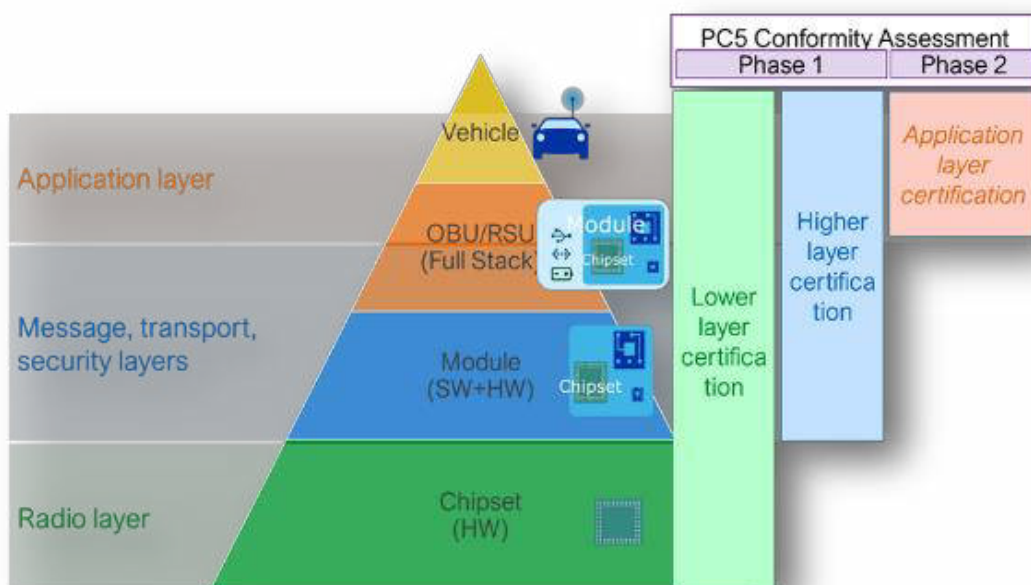 PC5 Conformity Assessment
Phase 1
Phase 2
Vehicle
Application layer
Application
layer
certification
OBU/RSU
(Full Stack)
Module
Chipset
Higher
layer
certifica
tion
Lower
layer
certifica
tion
Message, transport,
security layers
Module
(SW+HW)
Chipset
Radio layer
Chipset
(HW)